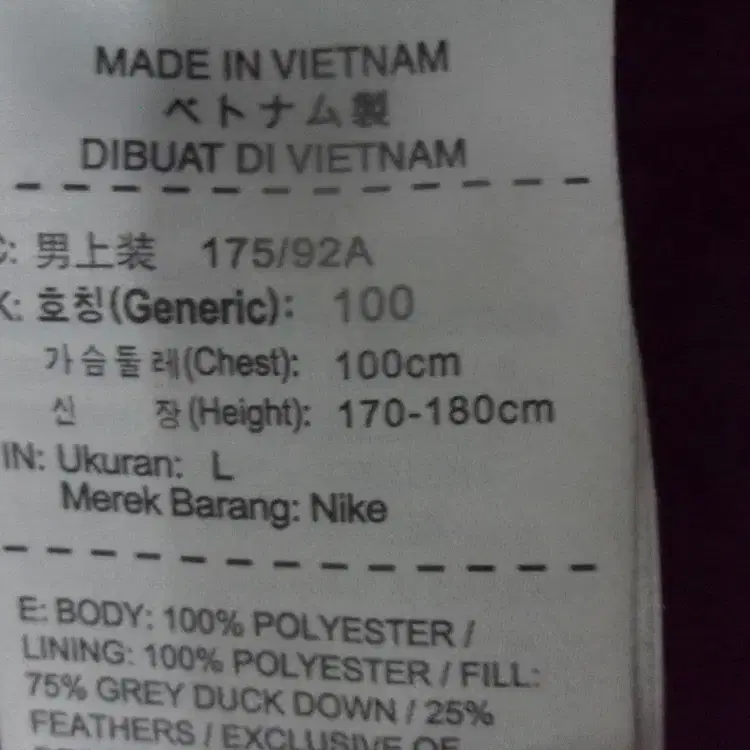 MADE IN VIETNAM
ベトナム製
DIBUAT DI VIETNAM
C: 男上装 175/92A
K: 호칭(Generic): 100
가슴둘레(Chest): 100cm
신 장(Height): 170-180cm
IN: Ukuran: L
Merek Barang: Nike
E: BODY: 100% POLYESTER /
LINING: 100% POLYESTER / FILL:
75% GREY DUCK DOWN / 25%
FEATHERS / EXCLUSIVE OF